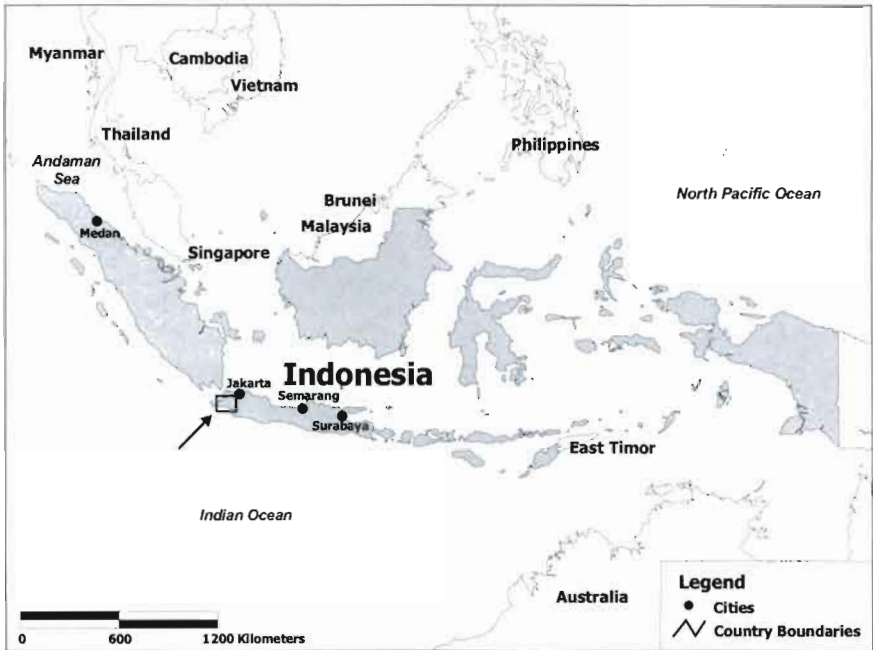 Myanmar
Cambodia
Vietnam
Thailand
Andaman
Sea
Philippines
North Pacific Ocean
Brunei
Malaysia
Medan
Singapore
Indonesia
Jakarta
Semarang
Surabaya
East Timor
Indian Ocean
Australia
Legend
Cities
Country Boundaries
0 600 1200 Kilometers